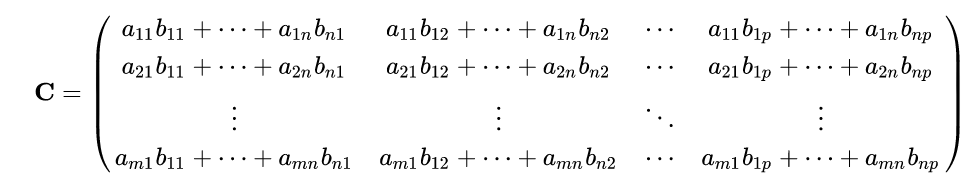 C = ( a₁₁b₁₁ + ⋯ + a₁ₙbₙ₁ a₁₁b₁₂ + ⋯ + a₁ₙbₙ₂ ⋯ a₁₁b₁ₚ + ⋯ + a₁ₙbₙₚ
a₂₁b₁₁ + ⋯ + a₂ₙbₙ₁ a₂₁b₁₂ + ⋯ + a₂ₙbₙ₂ ⋯ a₂₁b₁ₚ + ⋯ + a₂ₙbₙₚ
⋮ ⋮ ⋱ ⋮
aₘ₁b₁₁ + ⋯ + aₘₙbₙ₁ aₘ₁b₁₂ + ⋯ + aₘₙbₙ₂ ⋯ aₘ₁b₁ₚ + ⋯ + aₘₙbₙₚ )